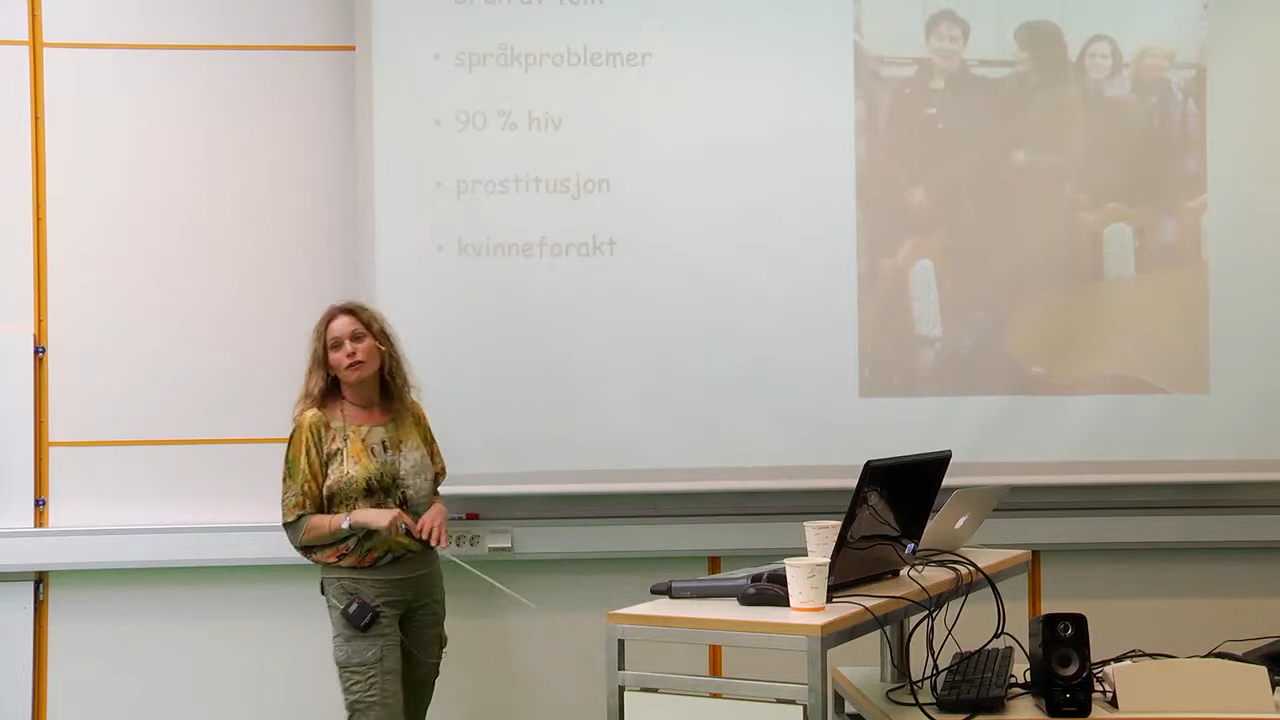 • språkproblemer
• 90 % hiv
• prostitusjon
• kvinneforakt